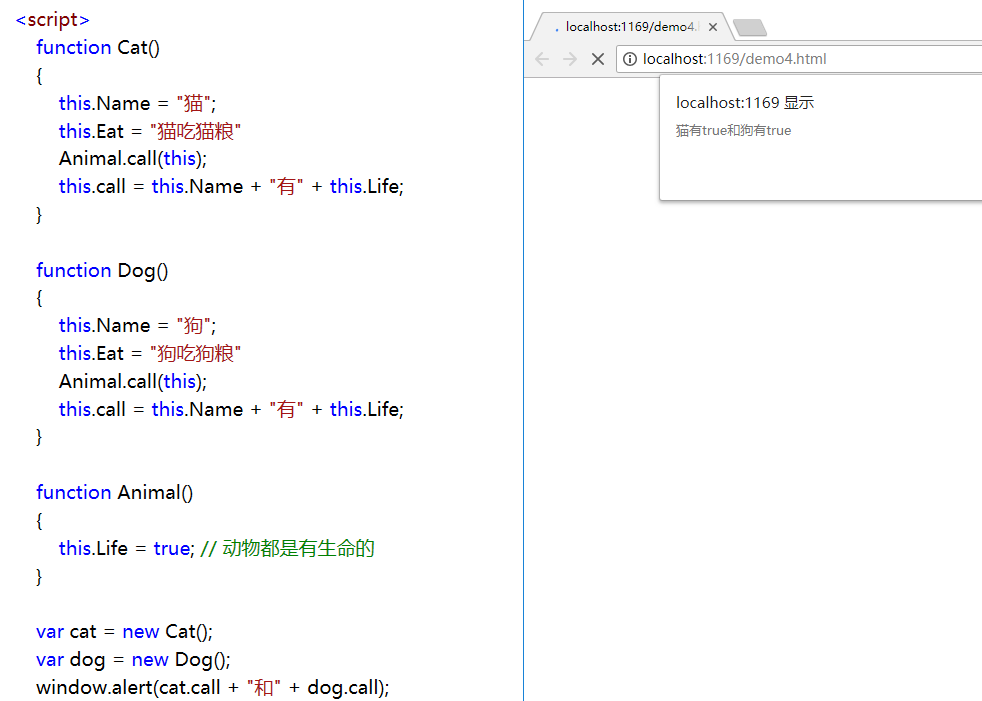 <script>
function Cat()
{
this.Name = "猫";
this.Eat = "猫吃猫粮"
Animal.call(this);
this.call = this.Name + "有" + this.Life;
}
function Dog()
{
this.Name = "狗";
this.Eat = "狗吃狗粮"
Animal.call(this);
this.call = this.Name + "有" + this.Life;
}
function Animal()
{
this.Life = true; // 动物都是有生命的
}
var cat = new Cat();
var dog = new Dog();
window.alert(cat.call + "和" + dog.call);
localhost:1169/demo4.
localhost:1169/demo4.html
localhost:1169 显示
猫有true和狗有true